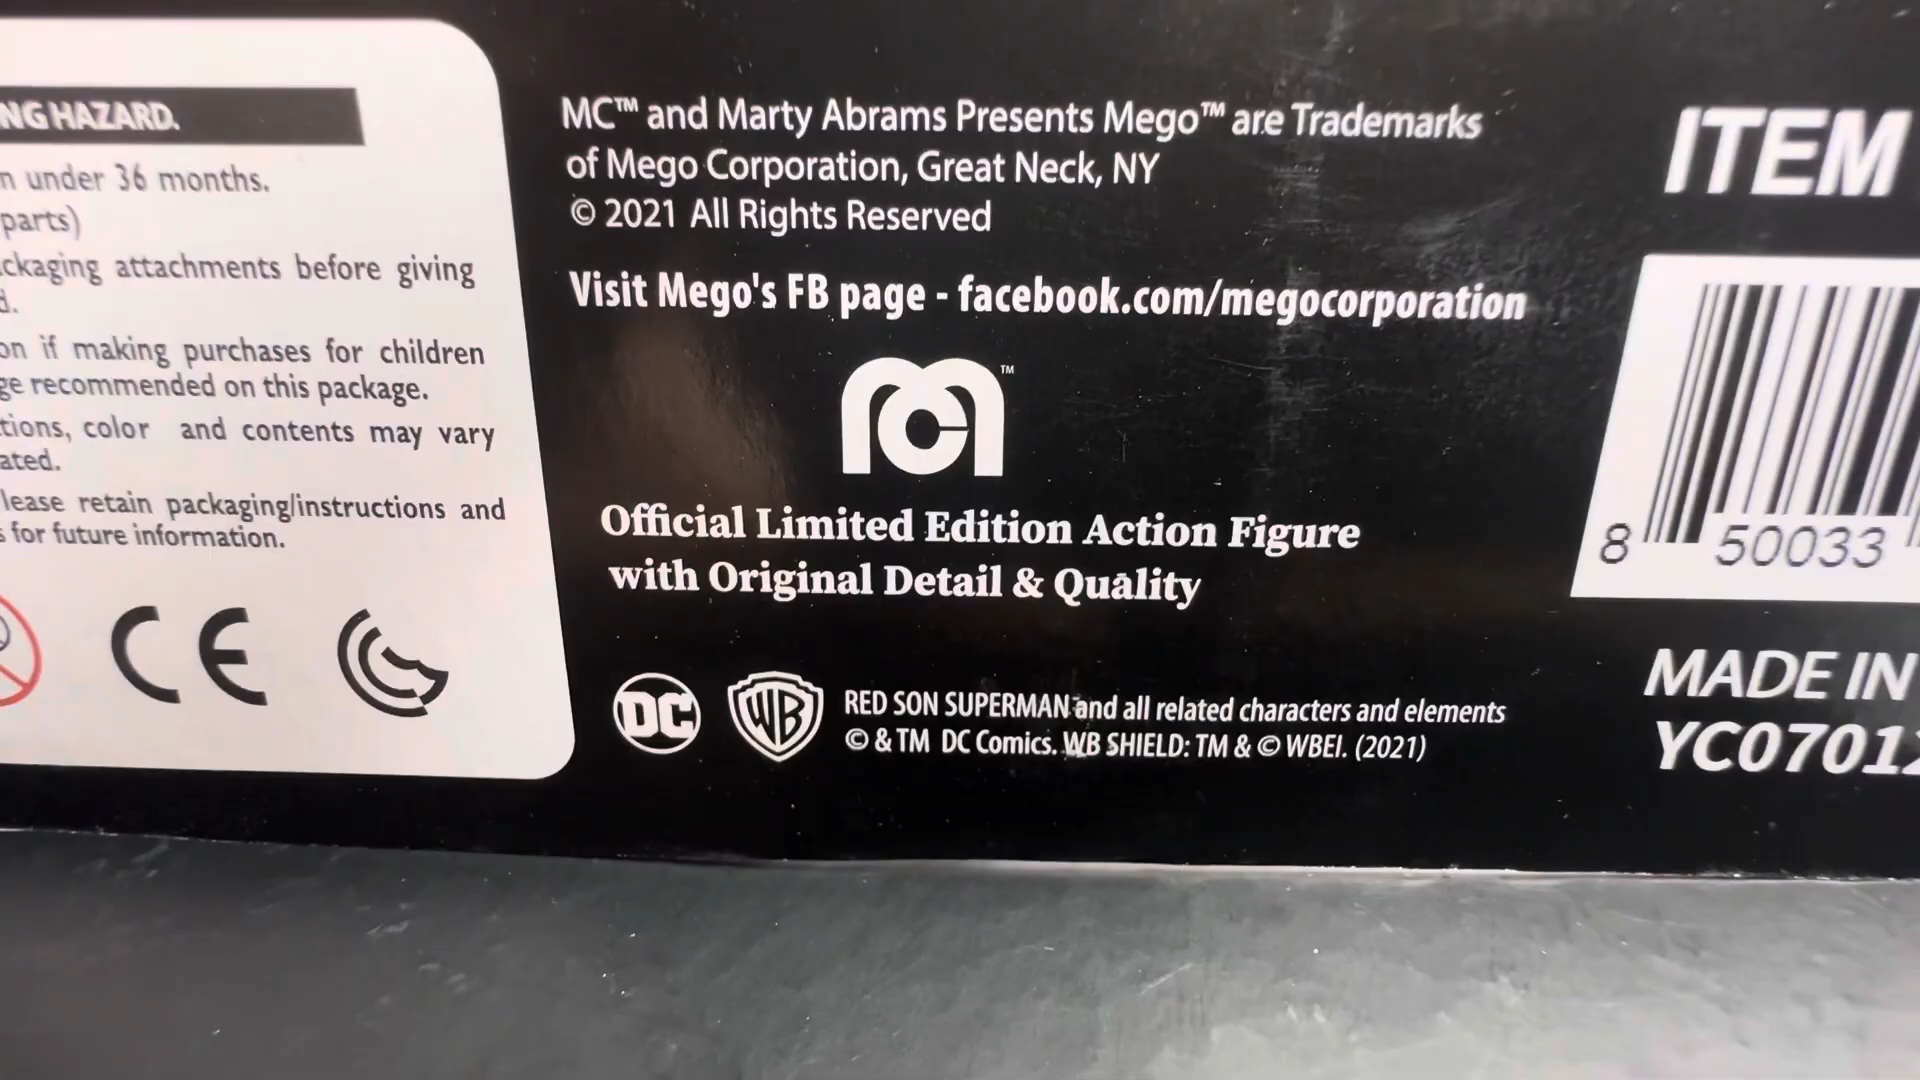 NG HAZARD.
n under 36 months.
parts)
ckaging attachments before giving
d.
on if making purchases for children
ge recommended on this package.
tions, color and contents may vary
ated.
lease retain packaging/instructions and
s for future information.
CE
MC™ and Marty Abrams Presents Mego™ are Trademarks
of Mego Corporation, Great Neck, NY
© 2021 All Rights Reserved
Visit Mego's FB page - facebook.com/megocorporation
TM
Official Limited Edition Action Figure
with Original Detail & Quality
DC
WB
RED SON SUPERMAN and all related characters and elements
© & TM DC Comics. WB SHIELD: TM & © WBEI. (2021)
ITEM
8 50033
MADE IN
YC0701